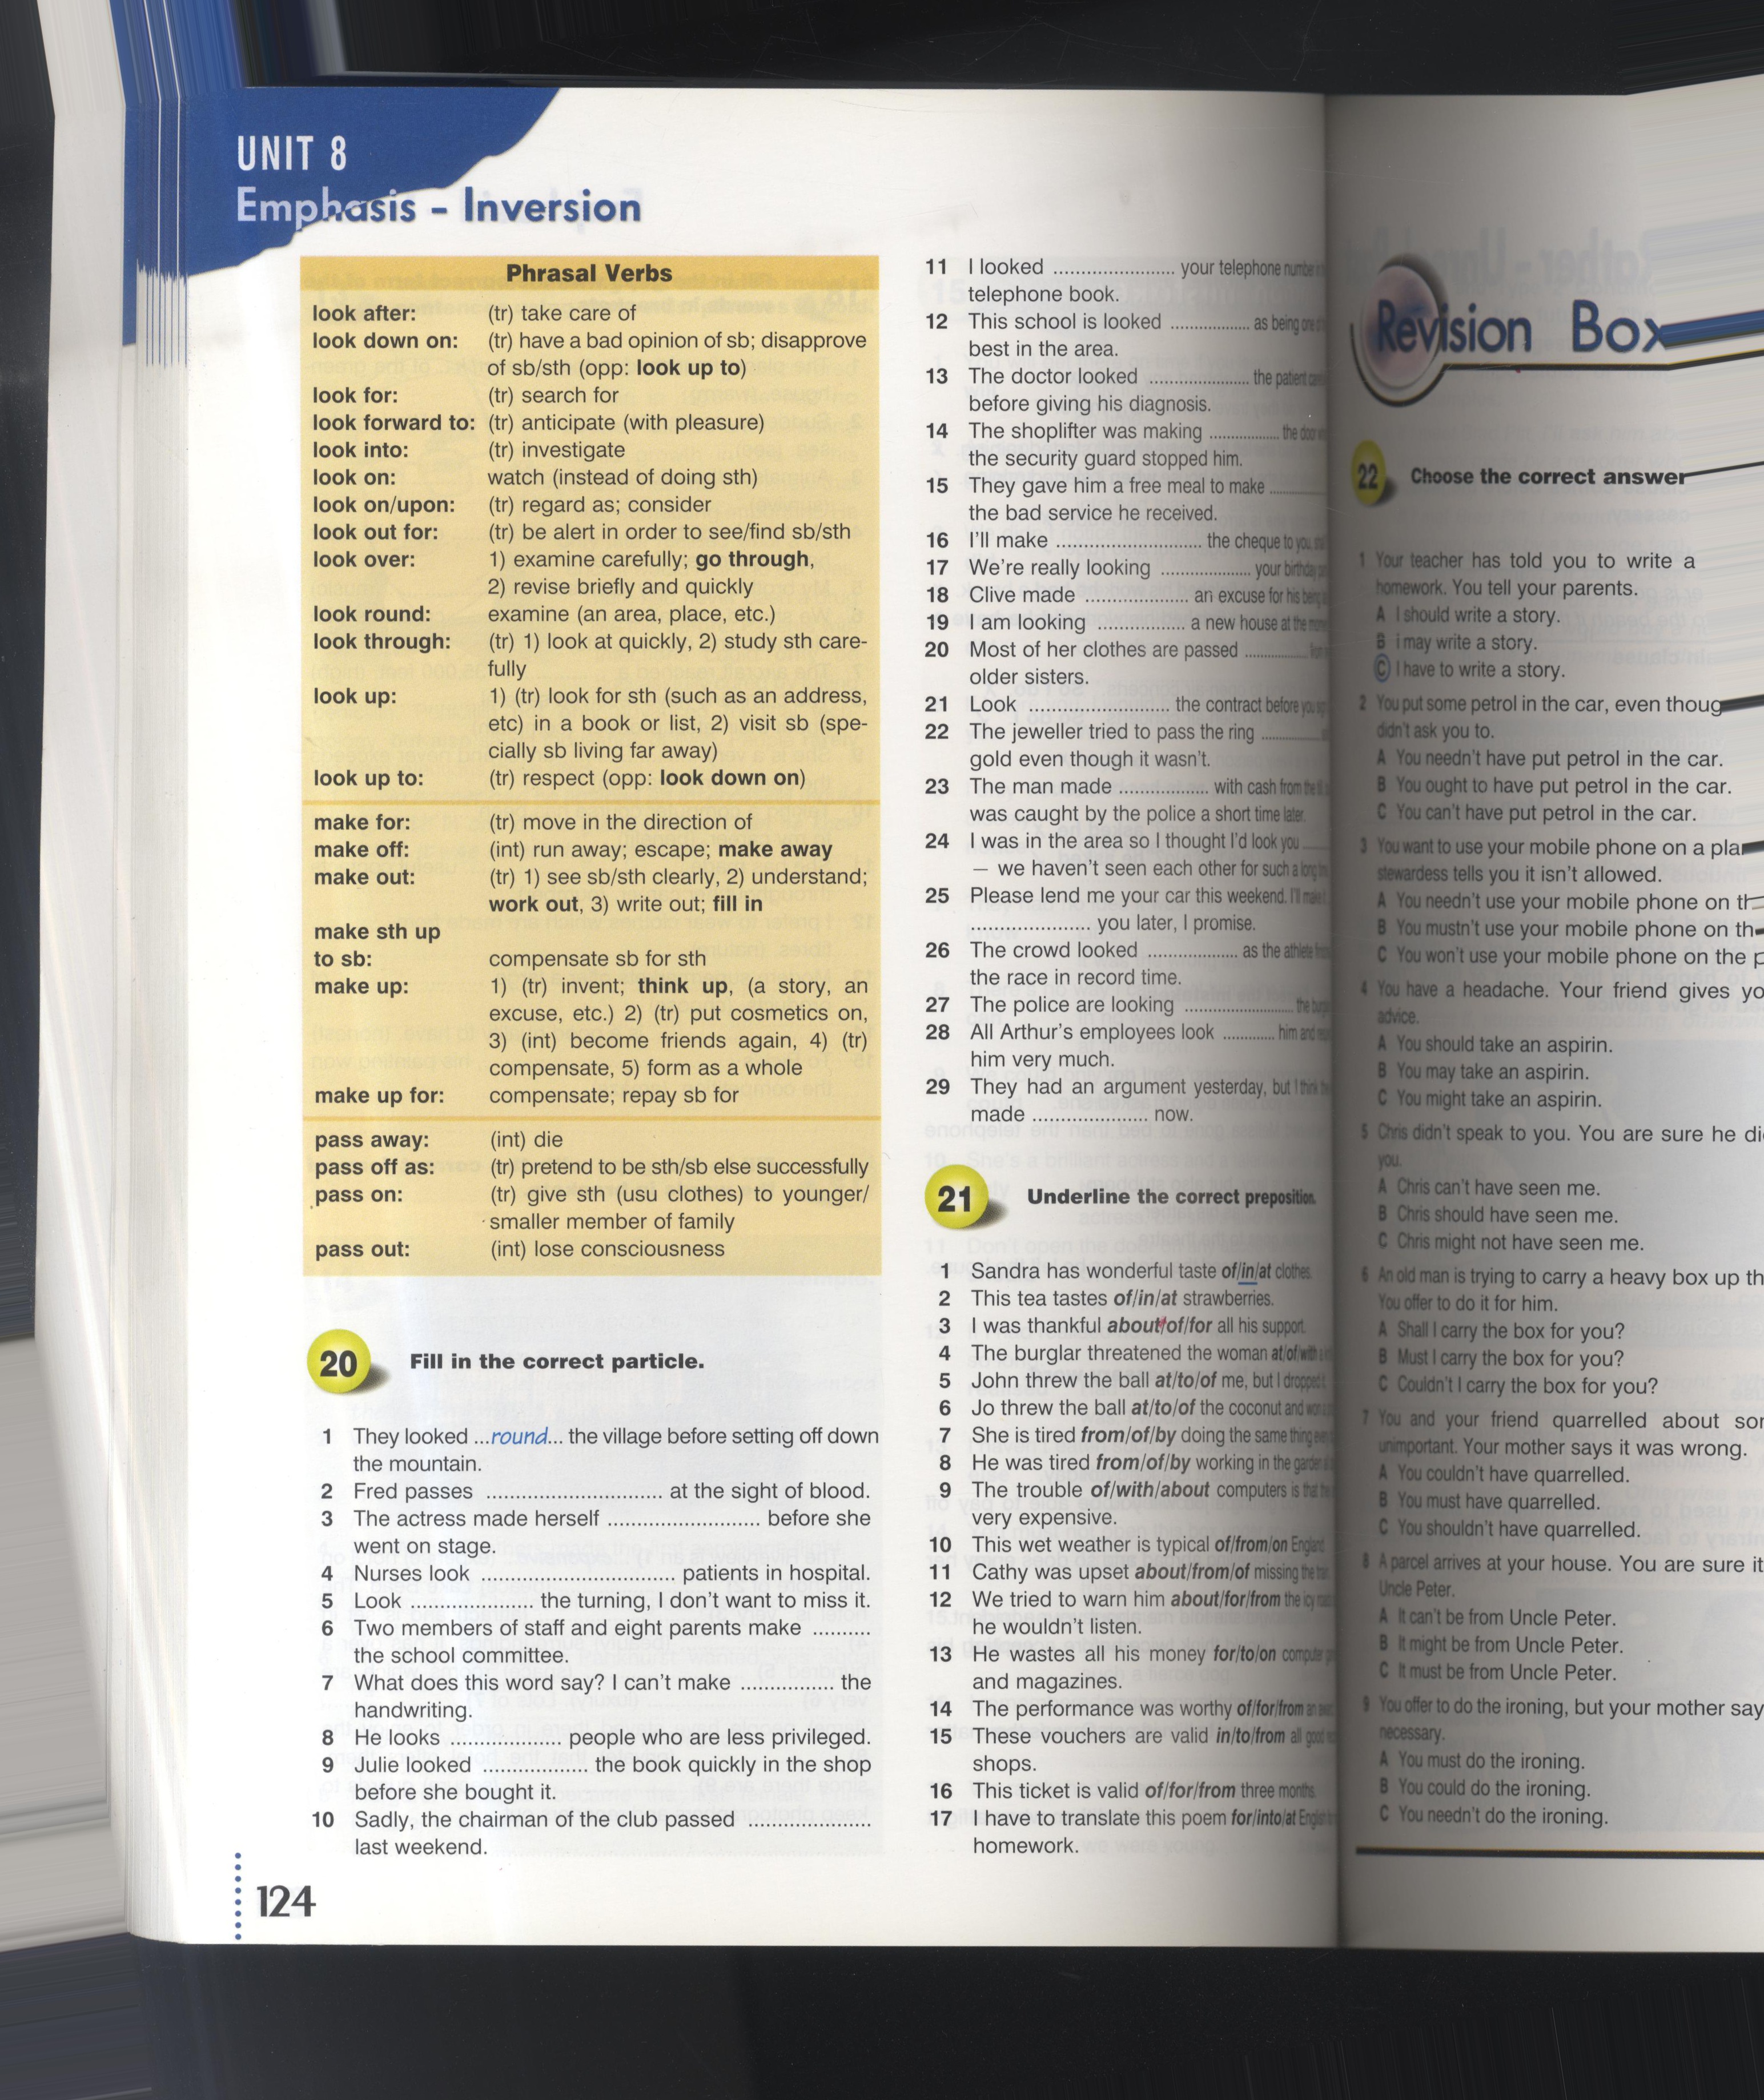 UNIT 8
Emphasis – Inversion
Phrasal Verbs
look after: (tr) take care of
look down on: (tr) have a bad opinion of sb; disapprove
of sb/sth (opp: look up to)
look for: (tr) search for
look forward to: (tr) anticipate (with pleasure)
look into: (tr) investigate
look on: watch (instead of doing sth)
look on/upon: (tr) regard as; consider
look out for: (tr) be alert in order to see/find sb/sth
look over: 1) examine carefully; go through,
2) revise briefly and quickly
look round: examine (an area, place, etc.)
look through: (tr) 1) look at quickly, 2) study sth care-
fully
look up: 1) (tr) look for sth (such as an address,
etc) in a book or list, 2) visit sb (spe-
cially sb living far away)
look up to: (tr) respect (opp: look down on)
make for: (tr) move in the direction of
make off: (int) run away; escape; make away
make out: (tr) 1) see sb/sth clearly, 2) understand;
work out, 3) write out; fill in
make sth up
to sb: compensate sb for sth
make up: 1) (tr) invent; think up, (a story, an
excuse, etc.) 2) (tr) put cosmetics on,
3) (int) become friends again, 4) (tr)
compensate, 5) form as a whole
make up for: compensate; repay sb for
pass away: (int) die
pass off as: (tr) pretend to be sth/sb else successfully
pass on: (tr) give sth (usu clothes) to younger/
smaller member of family
pass out: (int) lose consciousness
20 Fill in the correct particle.
1 They looked ...round... the village before setting off down
the mountain.
2 Fred passes ............................. at the sight of blood.
3 The actress made herself ......................... before she
went on stage.
4 Nurses look ................................ patients in hospital.
5 Look .................... the turning, I don't want to miss it.
6 Two members of staff and eight parents make ..........
the school committee.
7 What does this word say? I can't make ............... the
handwriting.
8 He looks .................. people who are less privileged.
9 Julie looked ................. the book quickly in the shop
before she bought it.
10 Sadly, the chairman of the club passed ....................
last weekend.
124
11 I looked .................... your telephone number
telephone book.
12 This school is looked ............. as being one
best in the area.
13 The doctor looked ................. the patient
before giving his diagnosis.
14 The shoplifter was making ............ the door
the security guard stopped him.
15 They gave him a free meal to make ..........
the bad service he received.
16 I'll make ........................ the cheque to you,
17 We're really looking ............... your birthday
18 Clive made .................. an excuse for his being
19 I am looking ............... a new house at the
20 Most of her clothes are passed ...........
older sisters.
21 Look ....................... the contract before you
22 The jeweller tried to pass the ring ............
gold even though it wasn't.
23 The man made ............... with cash from the
was caught by the police a short time later.
24 I was in the area so I thought I'd look you
— we haven't seen each other for such a long
25 Please lend me your car this weekend. I'll make it
.................... you later, I promise.
26 The crowd looked ............... as the athlete
the race in record time.
27 The police are looking .................. the
28 All Arthur's employees look ............ him and
him very much.
29 They had an argument yesterday, but I think
made .................... now.
21 Underline the correct preposition.
1 Sandra has wonderful taste of/in/at clothes.
2 This tea tastes of/in/at strawberries.
3 I was thankful about/of/for all his support.
4 The burglar threatened the woman at/of/with
5 John threw the ball at/to/of me, but I dropped
6 Jo threw the ball at/to/of the coconut and
7 She is tired from/of/by doing the same thing
8 He was tired from/of/by working in the garden
9 The trouble of/with/about computers is that
very expensive.
10 This wet weather is typical of/from/on England
11 Cathy was upset about/from/of missing the
12 We tried to warn him about/for/from the icy
he wouldn't listen.
13 He wastes all his money for/to/on computer
and magazines.
14 The performance was worthy of/for/from an
15 These vouchers are valid in/to/from all good
shops.
16 This ticket is valid of/for/from three months.
17 I have to translate this poem for/into/at English
homework.
Revision Box
22 Choose the correct answer
1 Your teacher has told you to write a
homework. You tell your parents.
A I should write a story.
B I may write a story.
C I have to write a story.
2 You put some petrol in the car, even thoug
didn't ask you to.
A You needn't have put petrol in the car.
B You ought to have put petrol in the car.
C You can't have put petrol in the car.
3 You want to use your mobile phone on a pla
stewardess tells you it isn't allowed.
A You needn't use your mobile phone on th
B You mustn't use your mobile phone on th
C You won't use your mobile phone on the p
4 You have a headache. Your friend gives yo
advice.
A You should take an aspirin.
B You may take an aspirin.
C You might take an aspirin.
5 Chris didn't speak to you. You are sure he di
you.
A Chris can't have seen me.
B Chris should have seen me.
C Chris might not have seen me.
6 An old man is trying to carry a heavy box up th
You offer to do it for him.
A Shall I carry the box for you?
B Must I carry the box for you?
C Couldn't I carry the box for you?
7 You and your friend quarrelled about so
unimportant. Your mother says it was wrong.
A You couldn't have quarrelled.
B You must have quarrelled.
C You shouldn't have quarrelled.
8 A parcel arrives at your house. You are sure it
Uncle Peter.
A It can't be from Uncle Peter.
B It might be from Uncle Peter.
C It must be from Uncle Peter.
9 You offer to do the ironing, but your mother say
necessary.
A You must do the ironing.
B You could do the ironing.
C You needn't do the ironing.